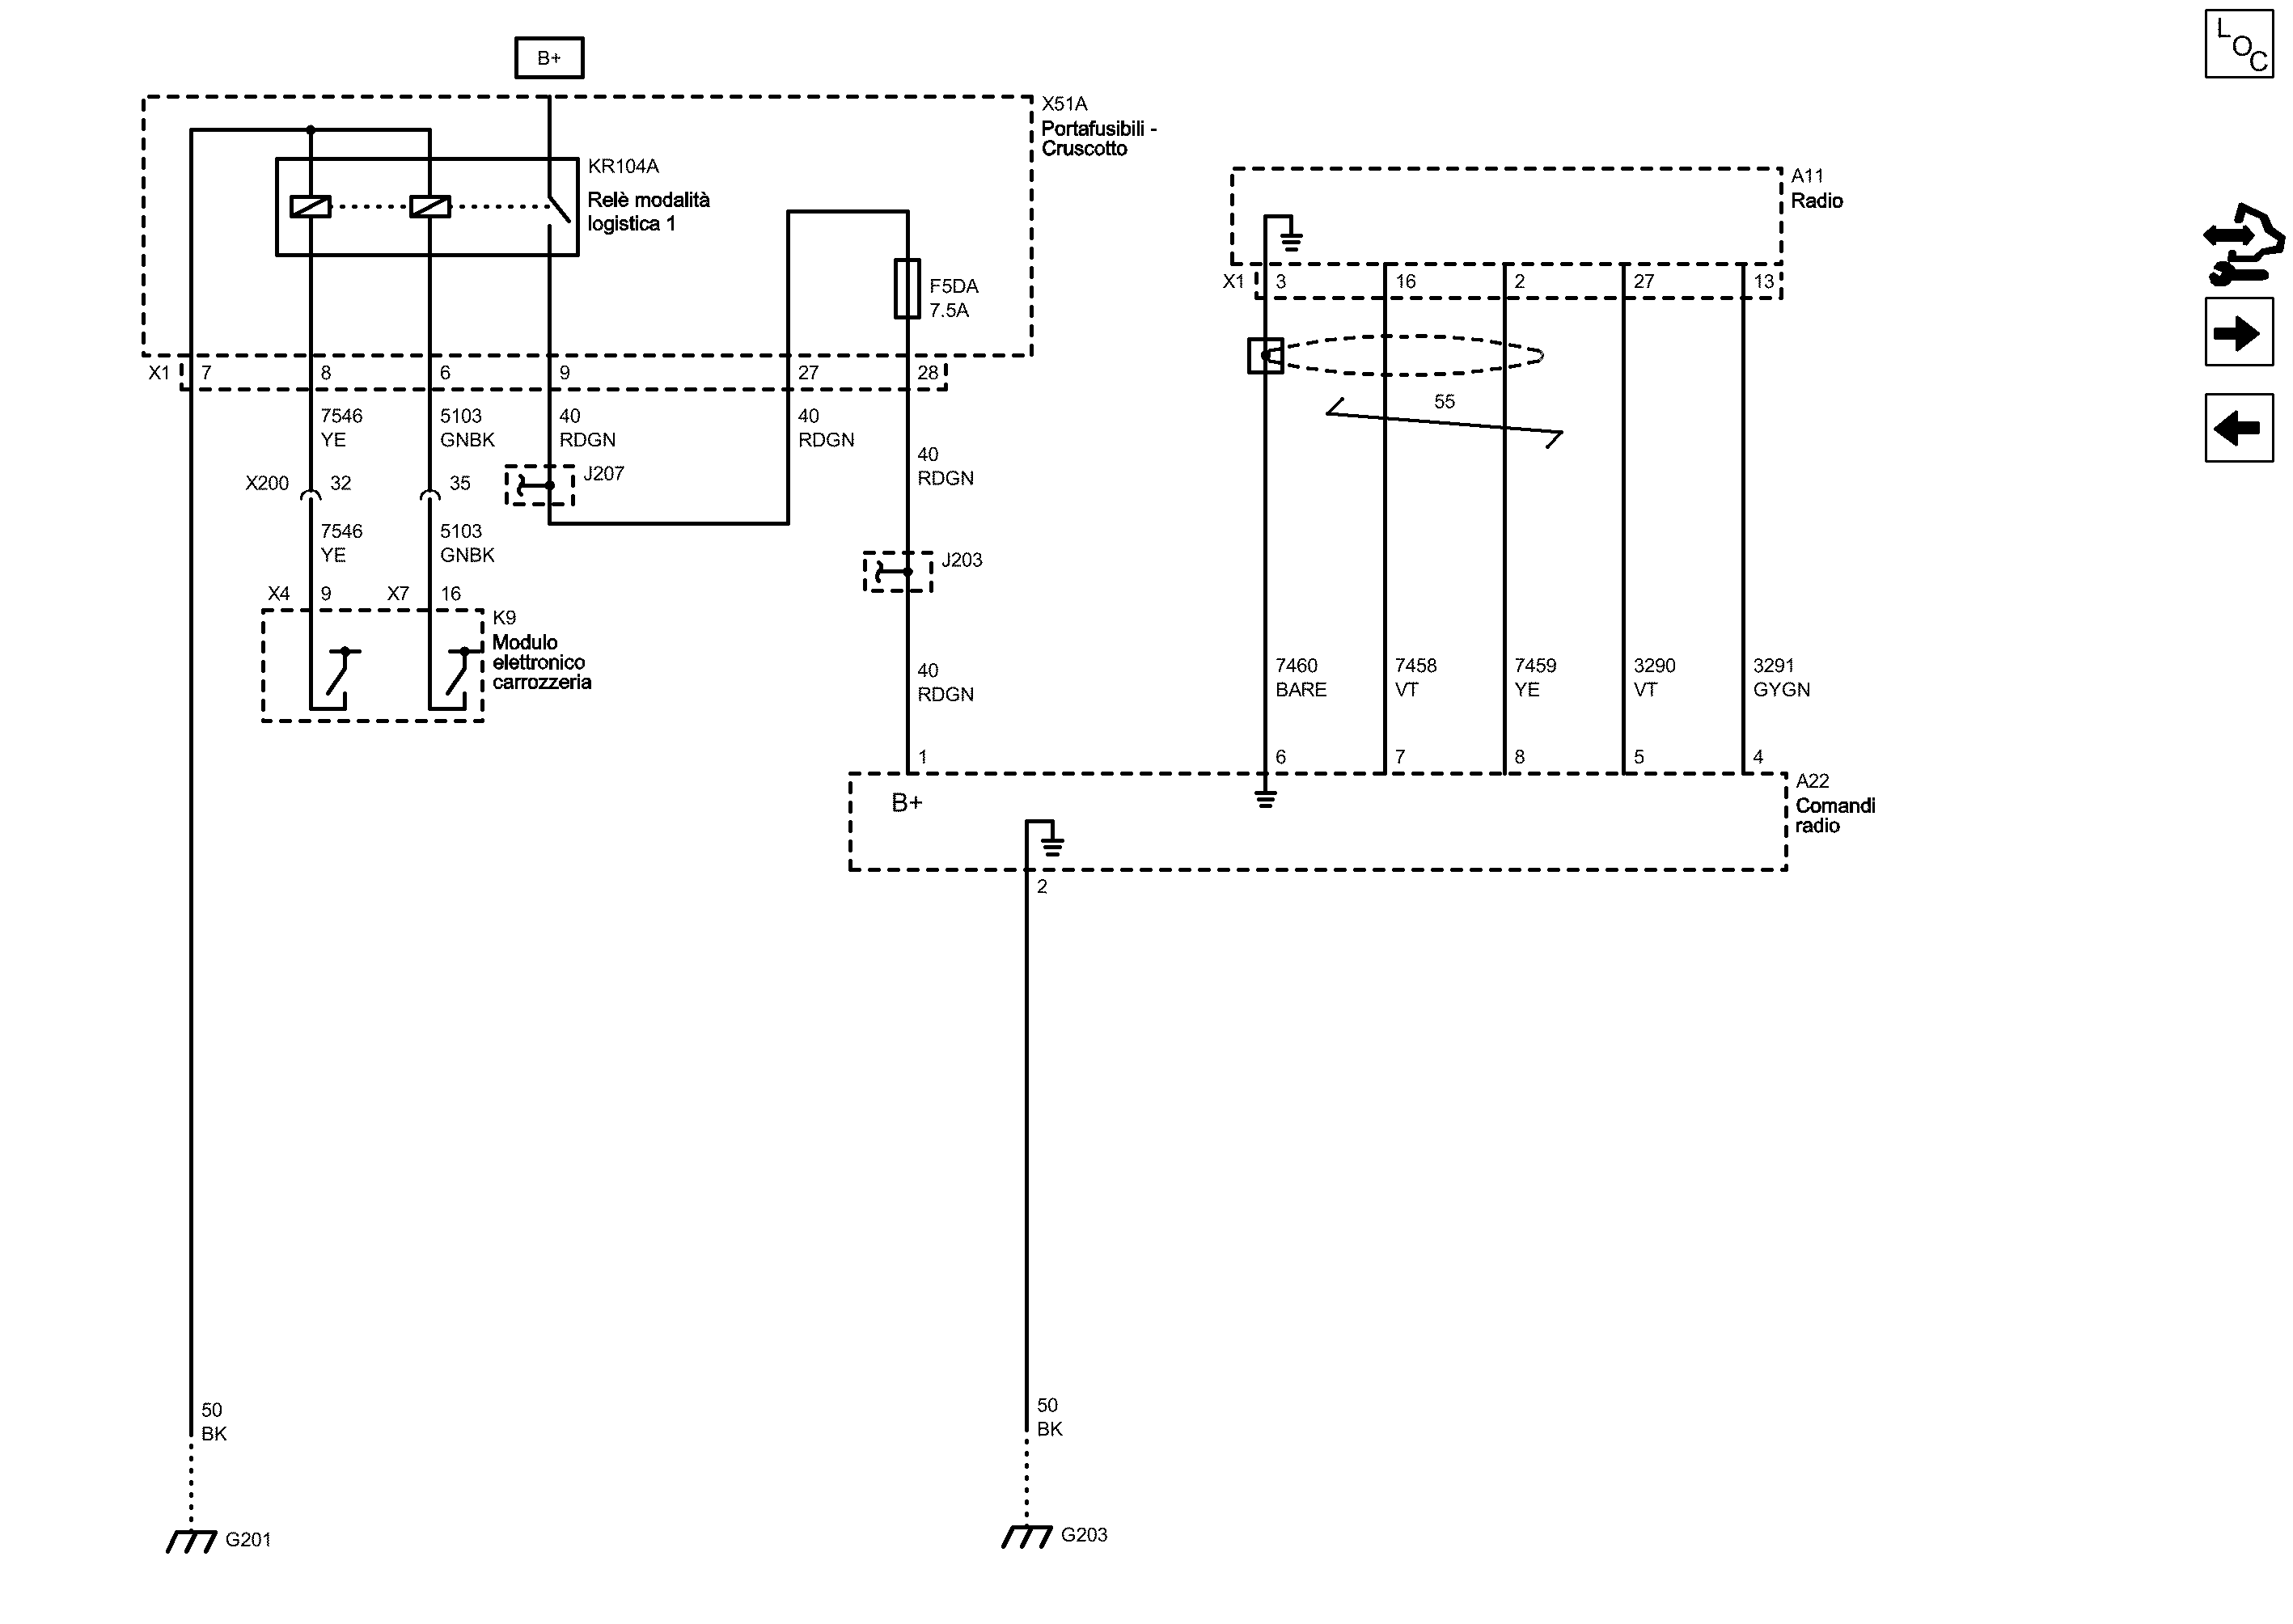 B+
X51A
Portafusibili -
Cruscotto
KR104A
Relè modalità
logistica 1
F5DA
7.5A
X1 7 8 6 9 27 28
7546
YE
5103
GNBK
40
RDGN
40
RDGN
40
RDGN
X200 32 35
J207
7546
YE
5103
GNBK
J203
X4 9 X7 16
K9
Modulo
elettronico
carrozzeria
40
RDGN
A11
Radio
X1 3 16 2 27 13
55
7460
BARE
7458
VT
7459
YE
3290
VT
3291
GYGN
1 6 7 8 5 4
A22
Comandi
radio
B+
2
50
BK
50
BK
G201
G203
LOC